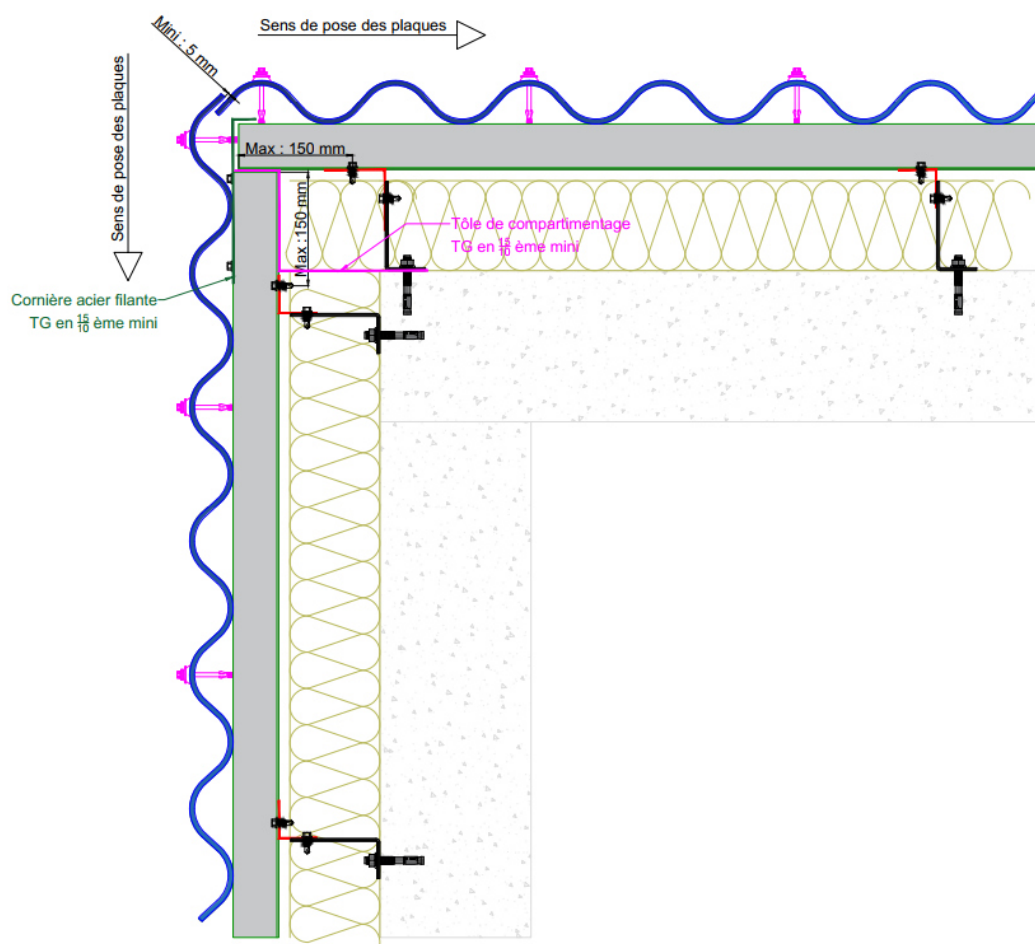 Sens de pose des plaques
Mini : 5 mm
Sens de pose des plaques
Max : 150 mm
Max :150 mm
Tôle de compartimentage
TG en 15/10 ème mini
Cornière acier filante
TG en 15/10 ème mini